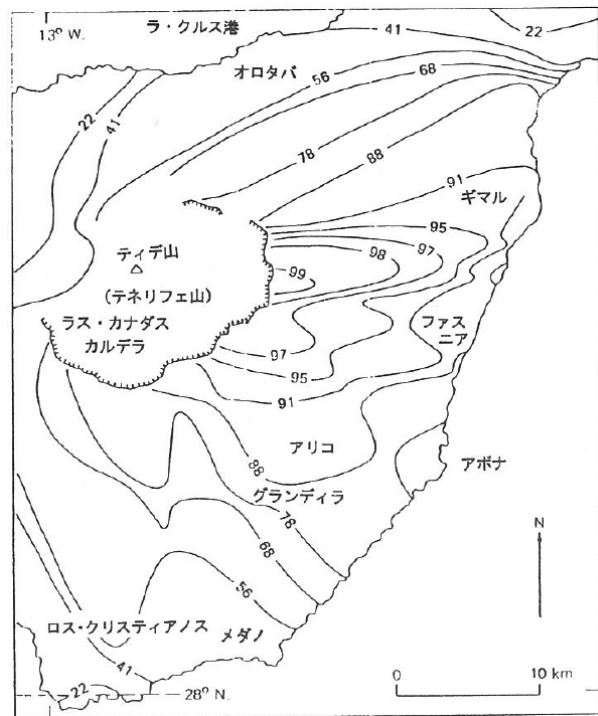 13° W.
ラ・クルス港
41
22
オロタバ
56
68
22
41
78
88
91
ギマル
95
97
98
99
ティデ山
(テネリフェ山)
ラス・カナダス
カルデラ
ファス
ニア
97
95
91
アリコ
アボナ
88
グランディラ
78
N
68
56
ロス・クリスティアノス
メダノ
41
22
28° N.
0
10 km